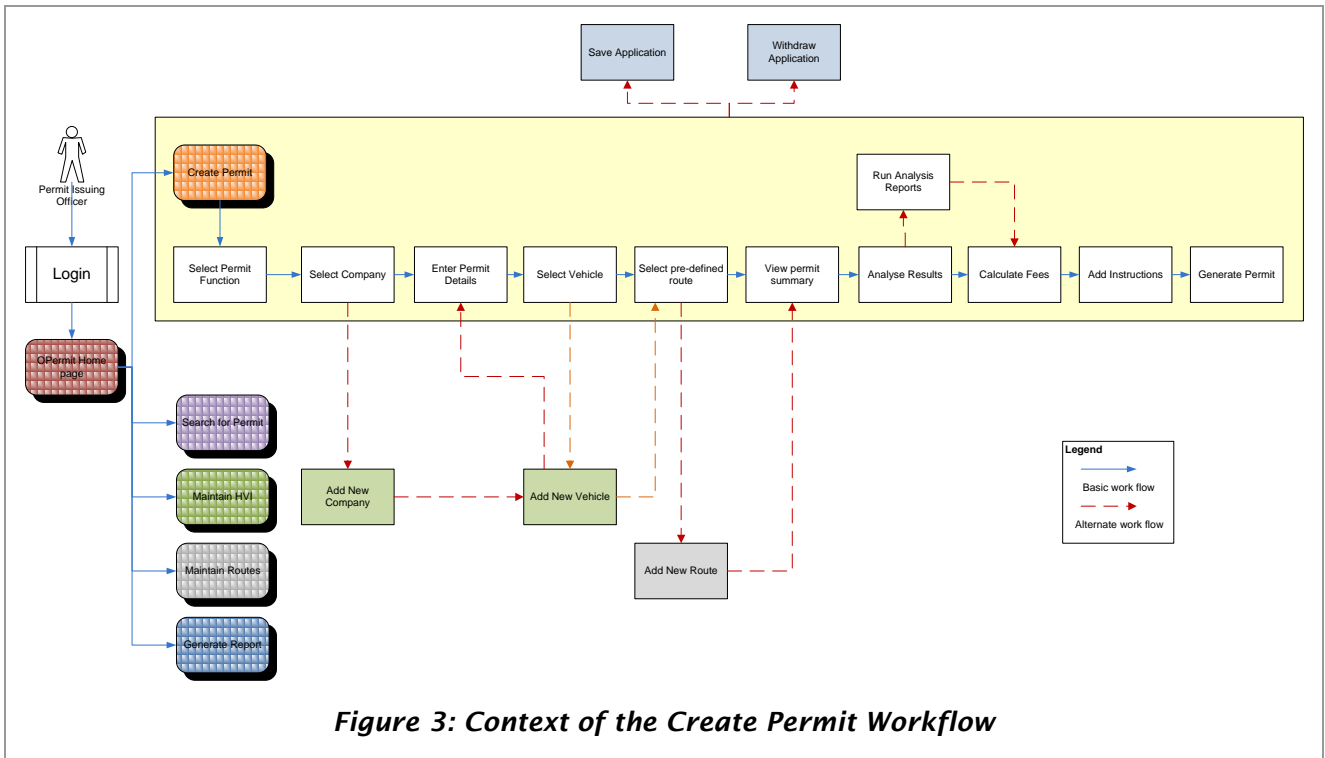 Save Application
Withdraw
Application
Permit Issuing
Officer
Create Permit
Run Analysis
Reports
Login
Select Permit
Function
Select Company
Enter Permit
Details
Select Vehicle
Select pre-defined
route
View permit
summary
Analyse Results
Calculate Fees
Add Instructions
Generate Permit
OPermit Home
page
Search for Permit
Maintain HVI
Add New
Company
Add New Vehicle
Legend
Basic work flow
Alternate work flow
Maintain Routes
Add New Route
Generate Report
Figure 3: Context of the Create Permit Workflow